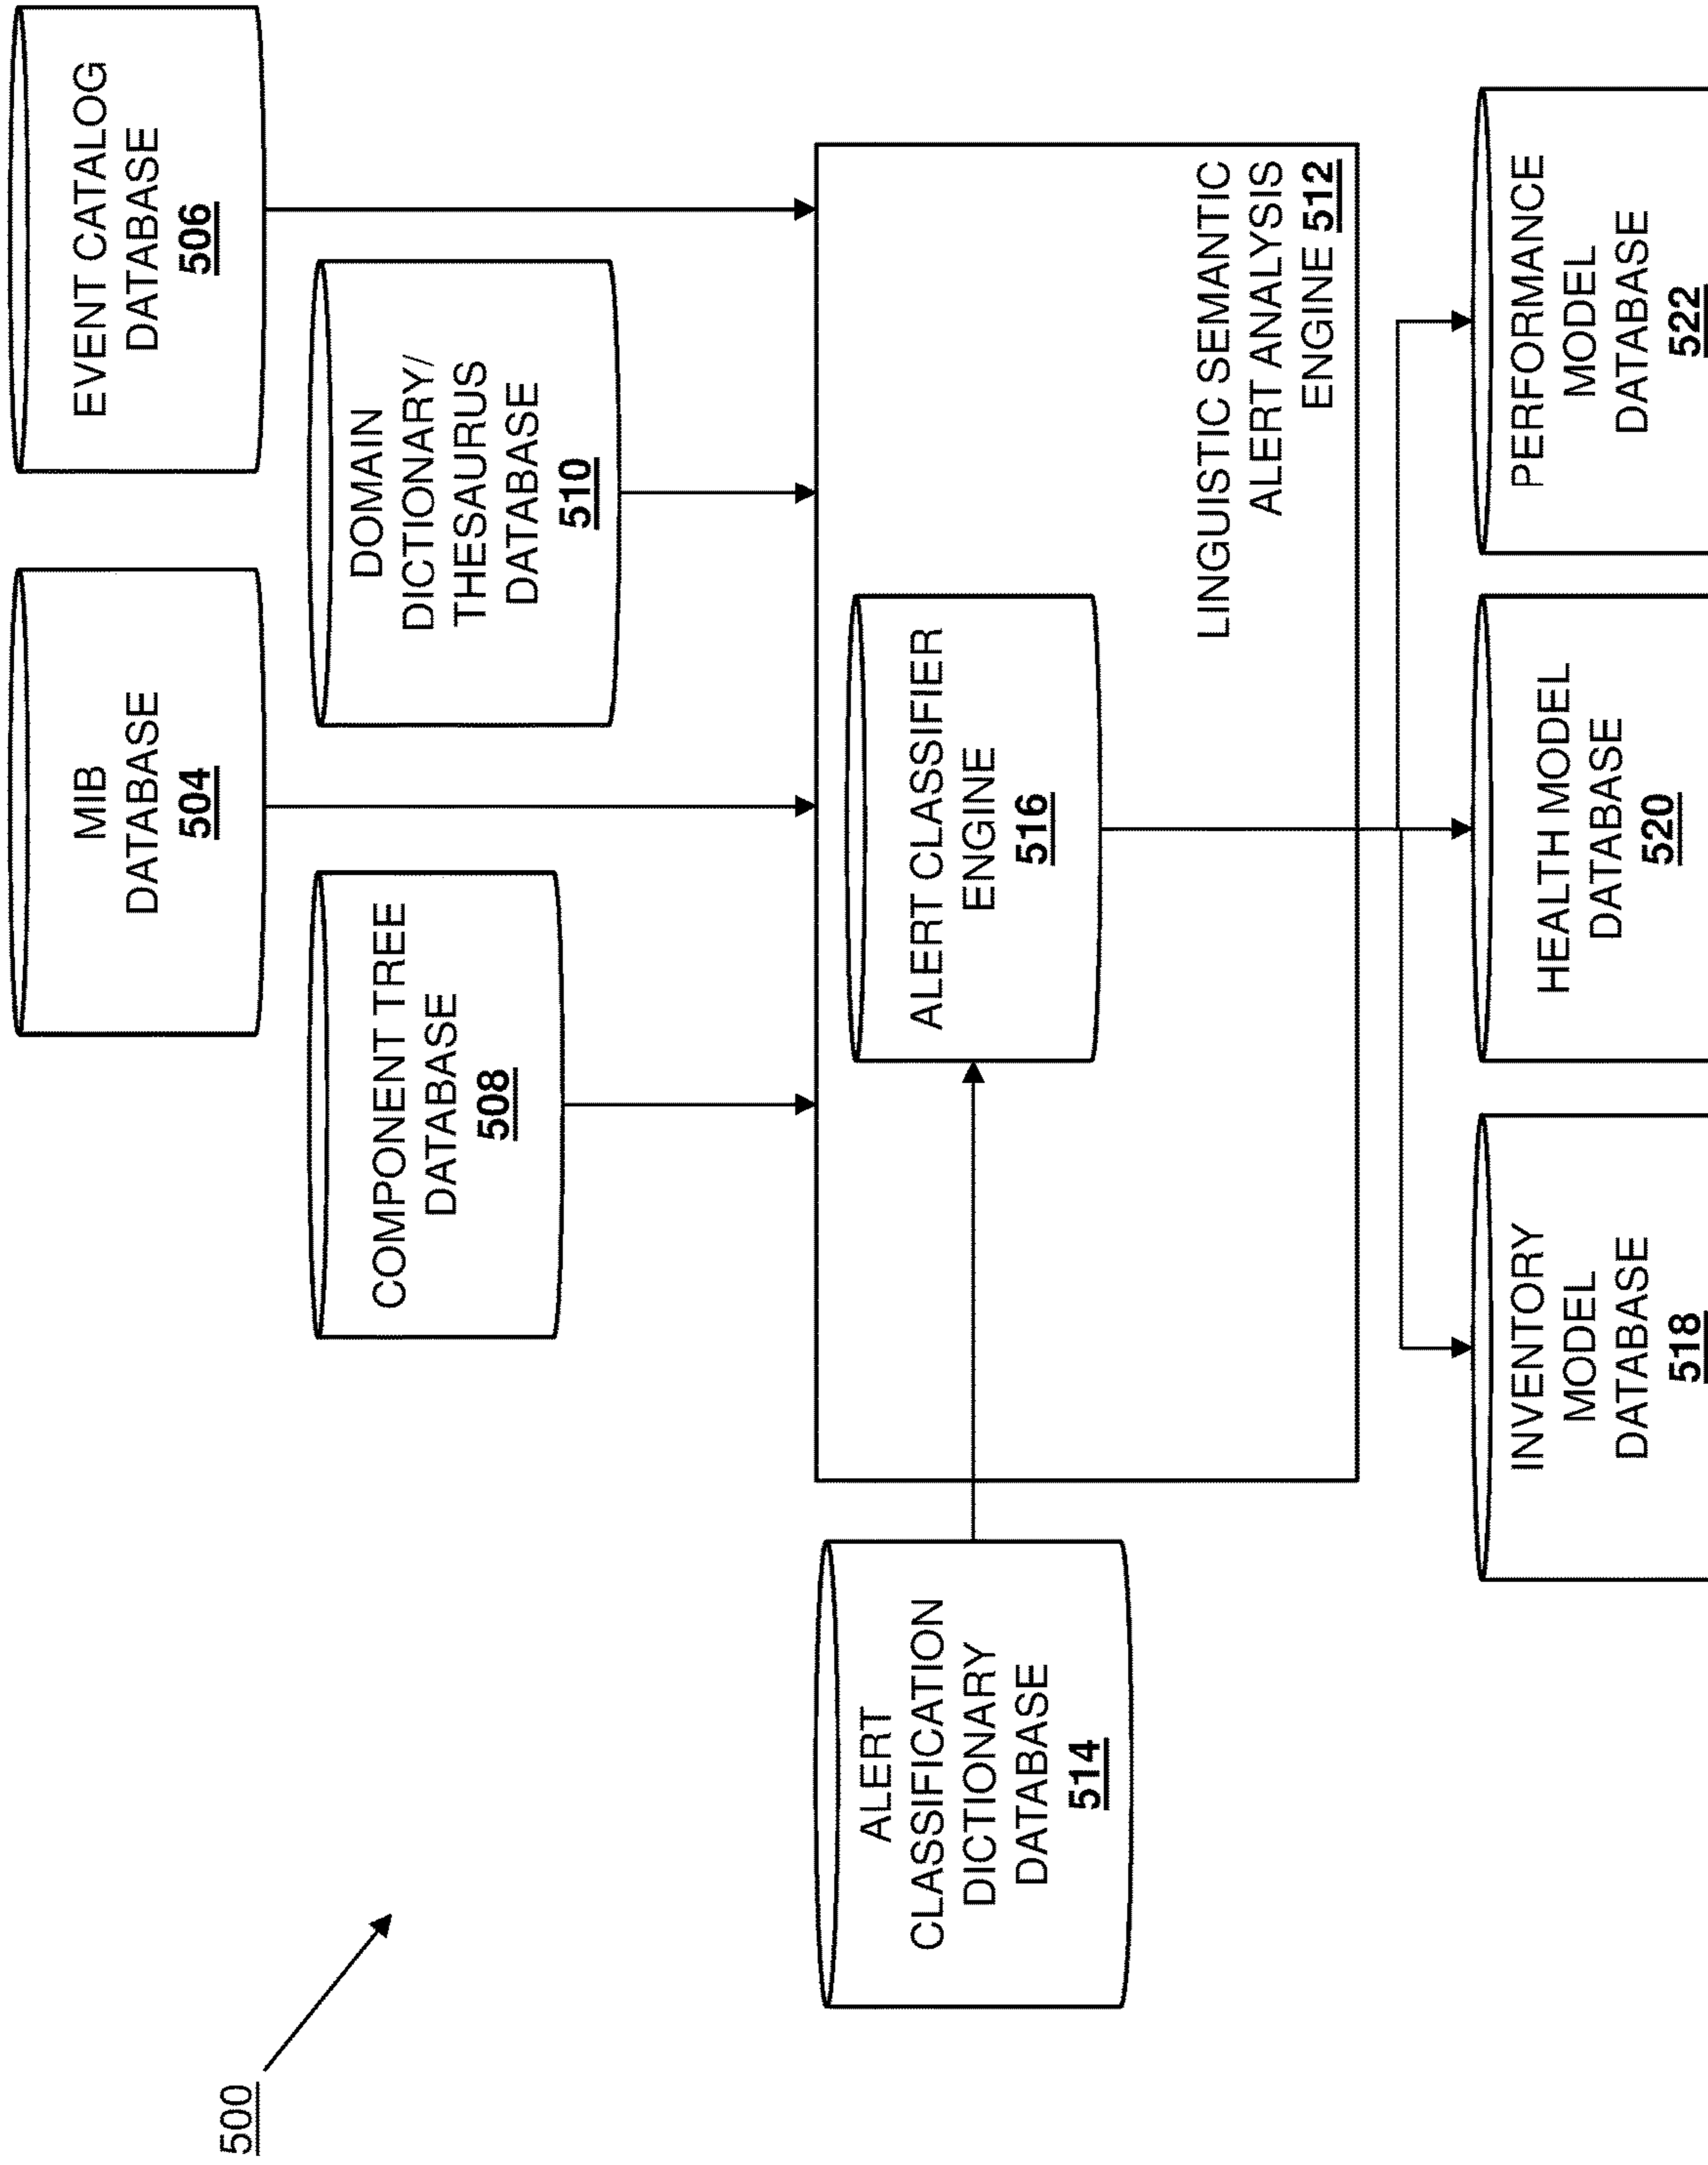 500
MIB
DATABASE
504
EVENT CATALOG
DATABASE
506
COMPONENT TREE
DATABASE
508
DOMAIN
DICTIONARY/
THESAURUS
DATABASE
510
ALERT
CLASSIFICATION
DICTIONARY
DATABASE
514
ALERT CLASSIFIER
ENGINE
516
LINGUISTIC SEMANTIC
ALERT ANALYSIS
ENGINE 512
INVENTORY
MODEL
DATABASE
518
HEALTH MODEL
DATABASE
520
PERFORMANCE
MODEL
DATABASE
522